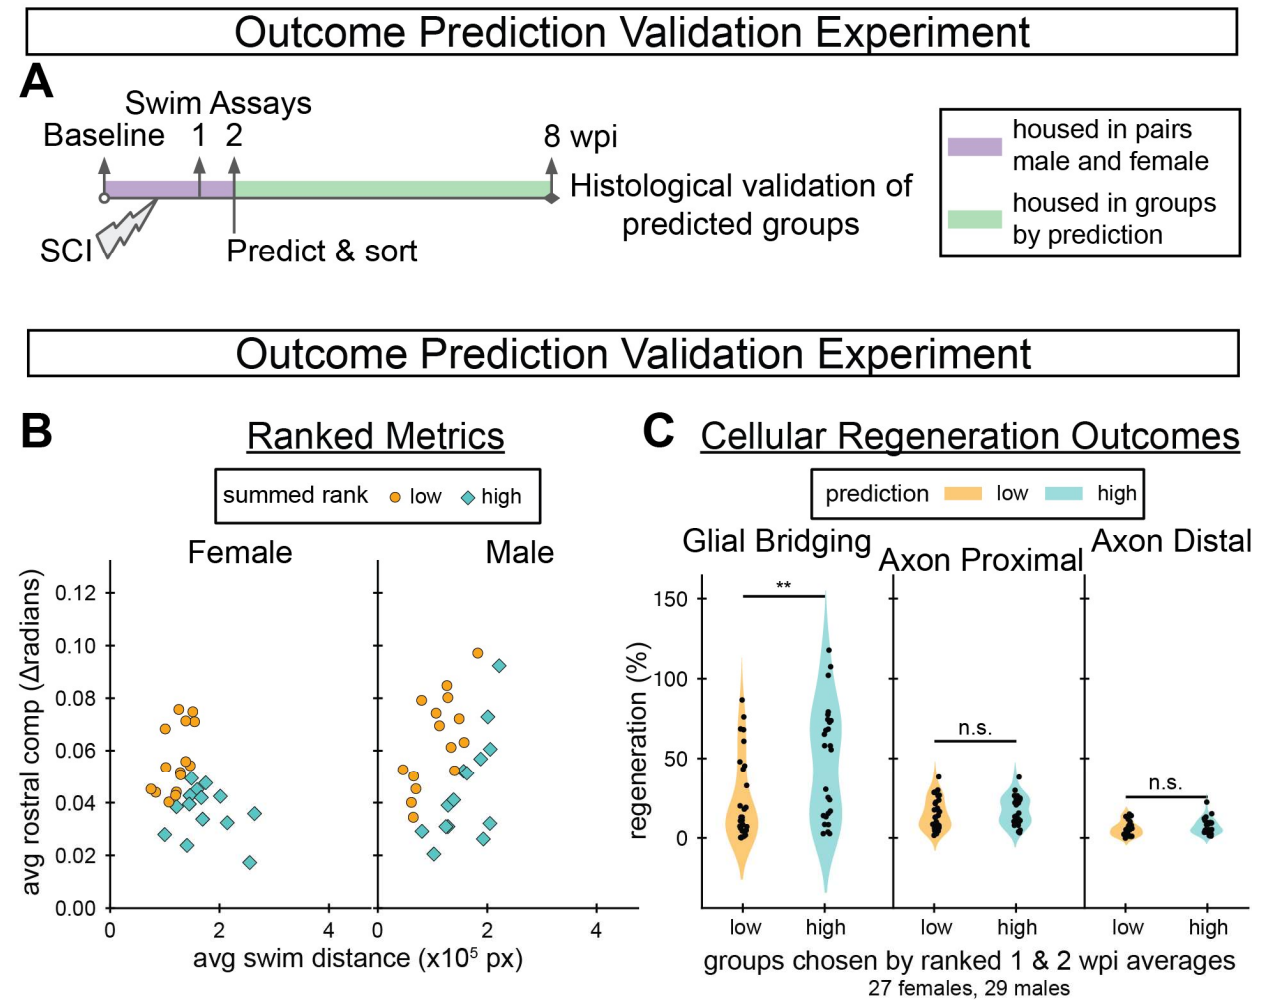 Outcome Prediction Validation Experiment
A
Swim Assays
Baseline 1 2
8 wpi
SCI
Predict & sort
Histological validation of
predicted groups
housed in pairs
male and female
housed in groups
by prediction
Outcome Prediction Validation Experiment
B
Ranked Metrics
summed rank low high
Female
Male
avg rostral comp (Δradians)
0.12
0.10
0.08
0.06
0.04
0.02
0.00
0 2 4
0 2 4
avg swim distance (x10⁵ px)
C
Cellular Regeneration Outcomes
prediction low high
Glial Bridging
Axon Proximal
Axon Distal
regeneration (%)
150
100
50
0
**
n.s.
n.s.
low high
low high
low high
groups chosen by ranked 1 & 2 wpi averages
27 females, 29 males